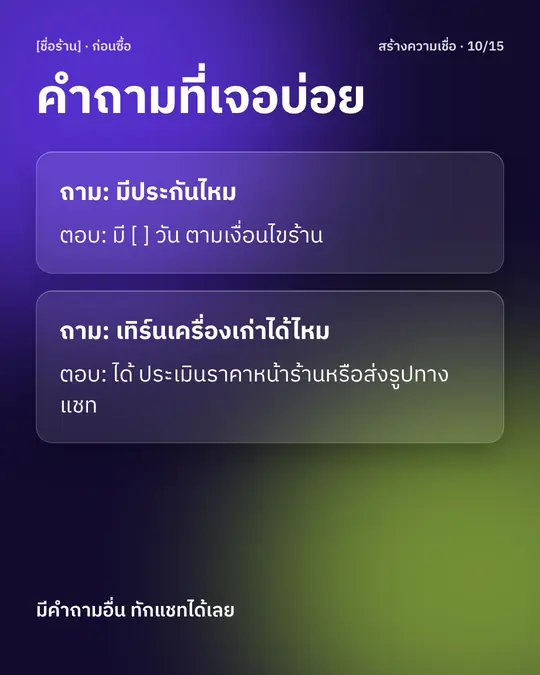 [ชื่อร้าน] · ก่อนซื้อ
สร้างความเชื่อ · 10/15
คำถามที่เจอบ่อย
ถาม: มีประกันไหม
ตอบ: มี [ ] วัน ตามเงื่อนไขร้าน
ถาม: เทิร์นเครื่องเก่าได้ไหม
ตอบ: ได้ ประเมินราคาหน้าร้านหรือส่งรูปทาง
แชท
มีคำถามอื่น ทักแชทได้เลย